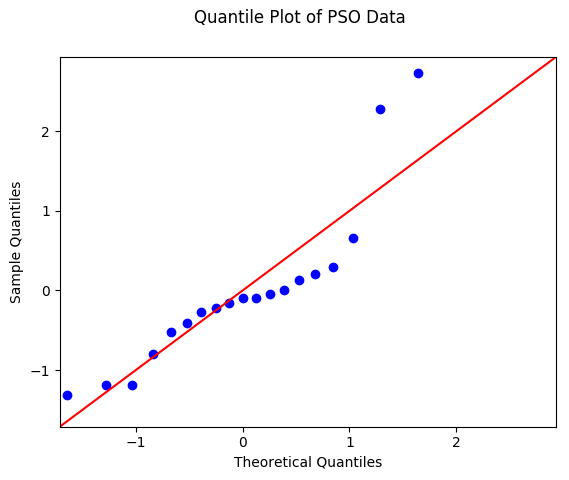 Quantile Plot of PSO Data
Sample Quantiles
2
1
0
−1
−1 0 1 2
Theoretical Quantiles